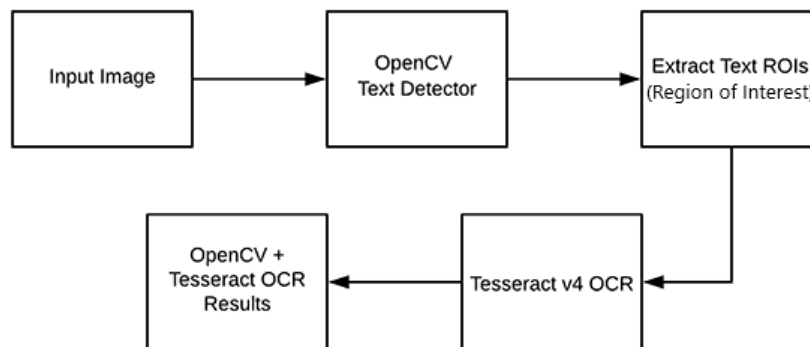 Input Image
OpenCV
Text Detector
Extract Text ROIs
(Region of Interest)
Tesseract v4 OCR
OpenCV +
Tesseract OCR
Results